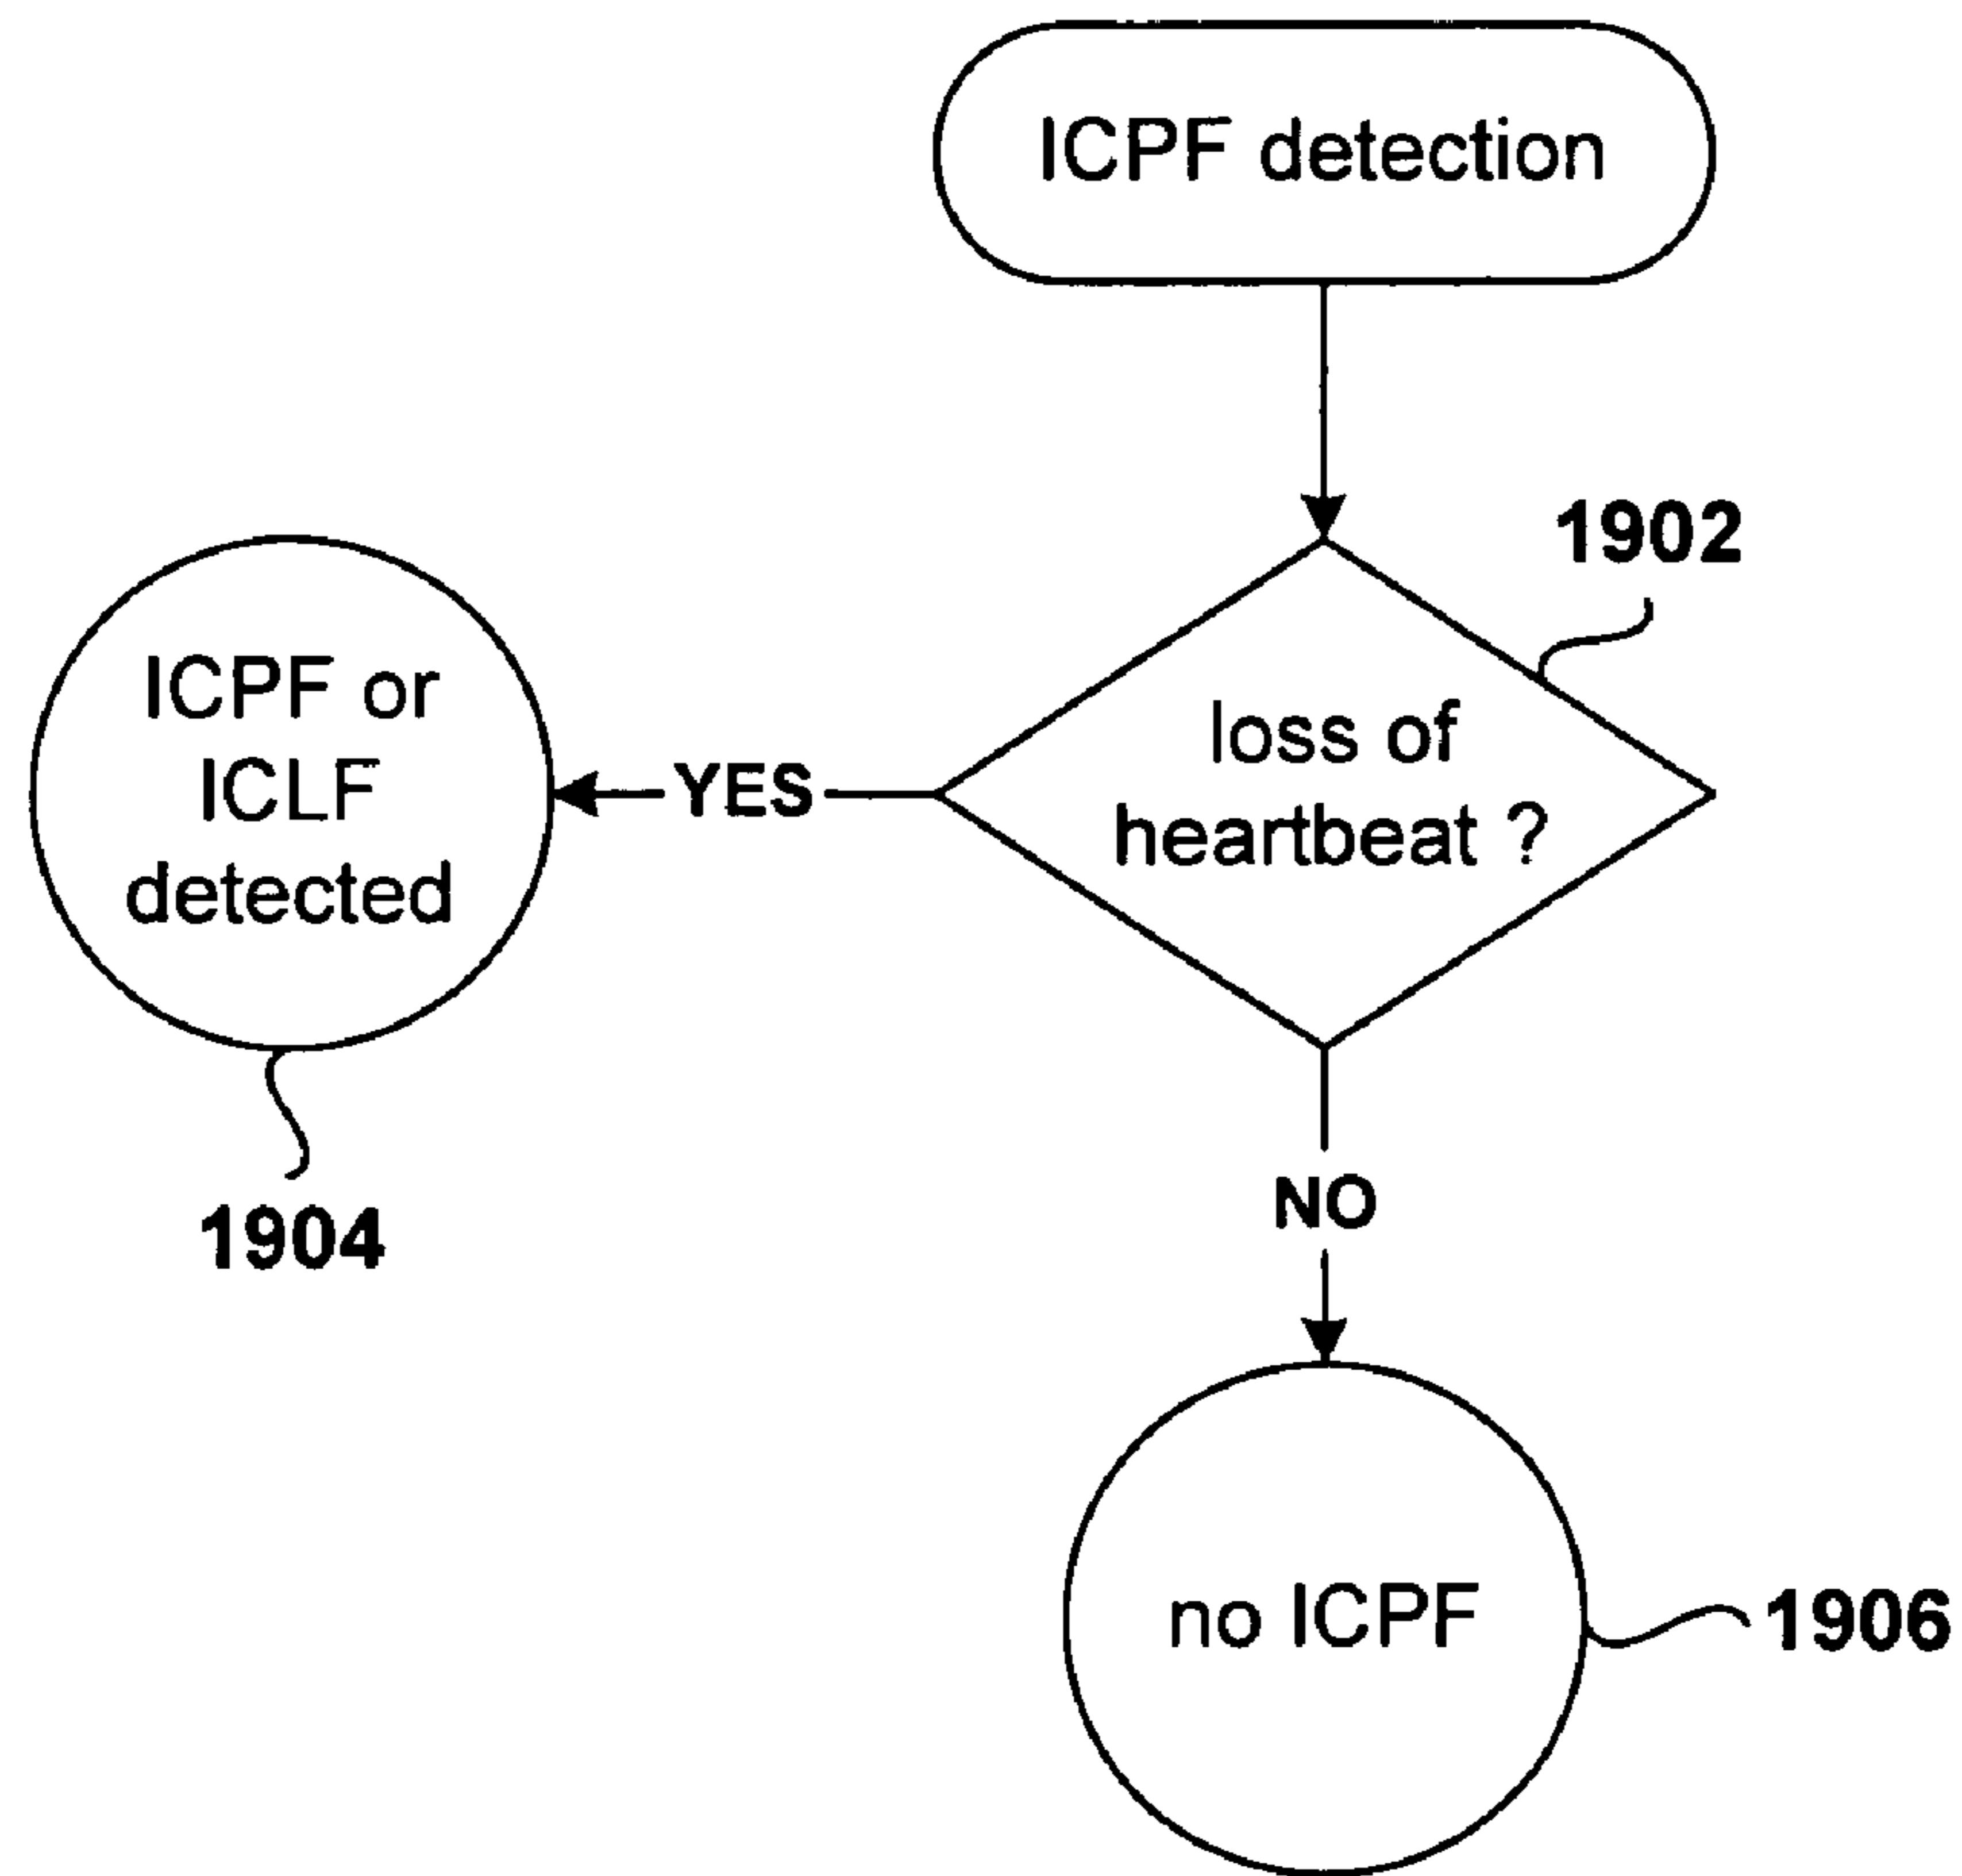 ICPF detection
1902
loss of
heartbeat ?
YES
ICPF or
ICLF
detected
1904
NO
no ICPF
1906